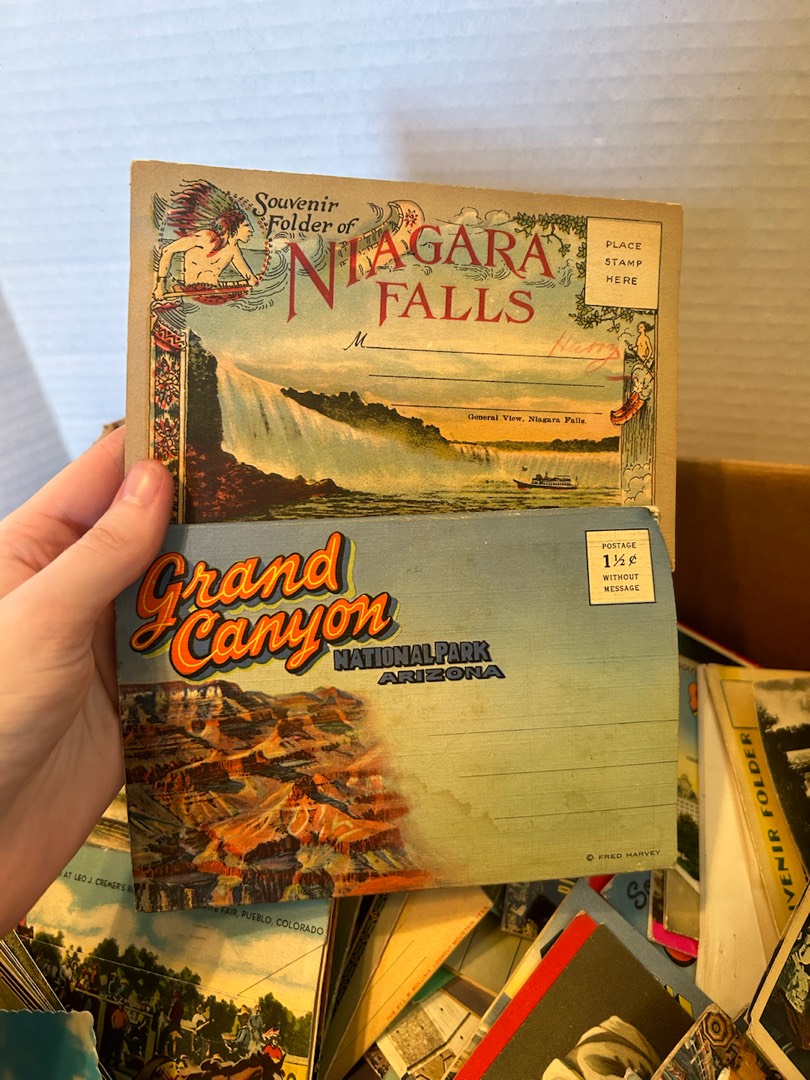 Souvenir
Folder of
NIAGARA
FALLS
PLACE
STAMP
HERE
M
Harry
General View, Niagara Falls.
Grand
Canyon
NATIONAL PARK
ARIZONA
POSTAGE
1½¢
WITHOUT
MESSAGE
© FRED HARVEY
AT LEO J. CREMER'S
FAIR, PUEBLO, COLORADO
VENIR FOLDER